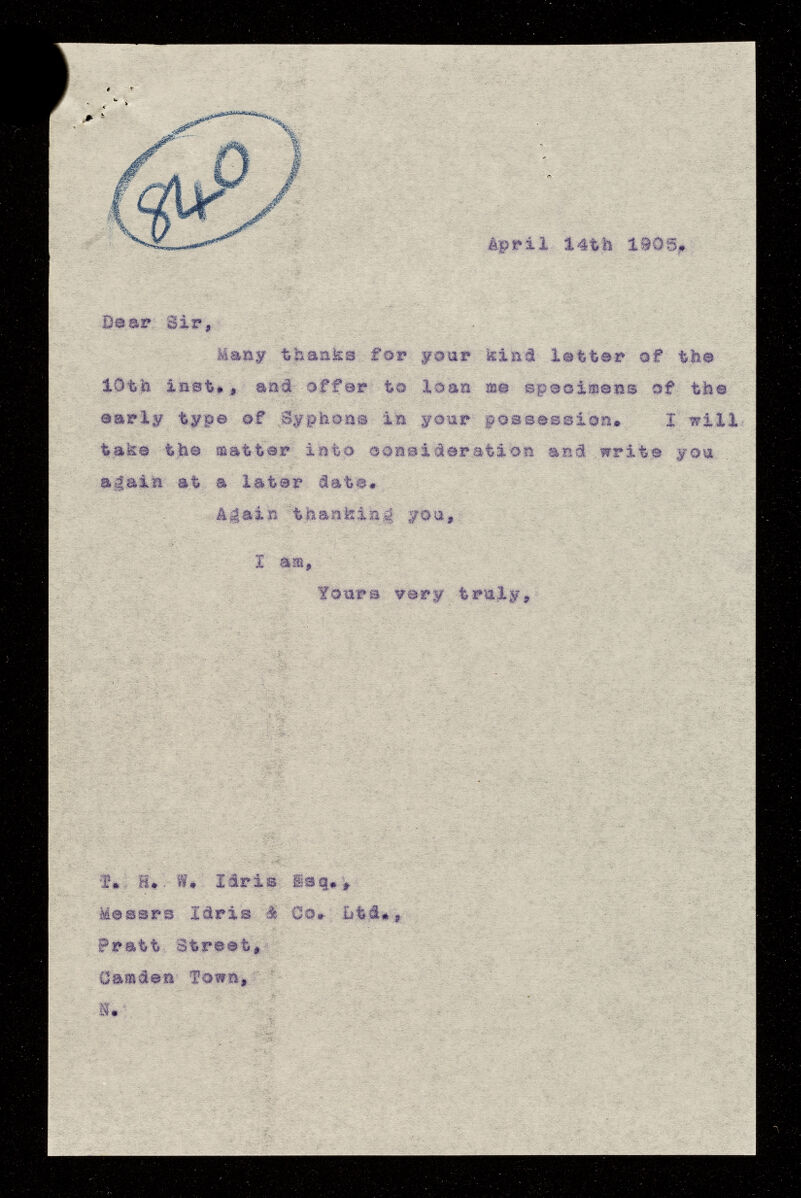 840
April 14th 1905.
Dear Sir,
Many thanks for your kind letter of the
10th inst., and offer to loan me specimens of the
early type of Syphons in your possession. I will
take the matter into consideration and write you
again at a later date.
Again thanking you,
I am,
Yours very truly,
T. H. W. Idris Esq.,
Messrs Idris & Co. Ltd.,
Pratt Street,
Camden Town,
N.